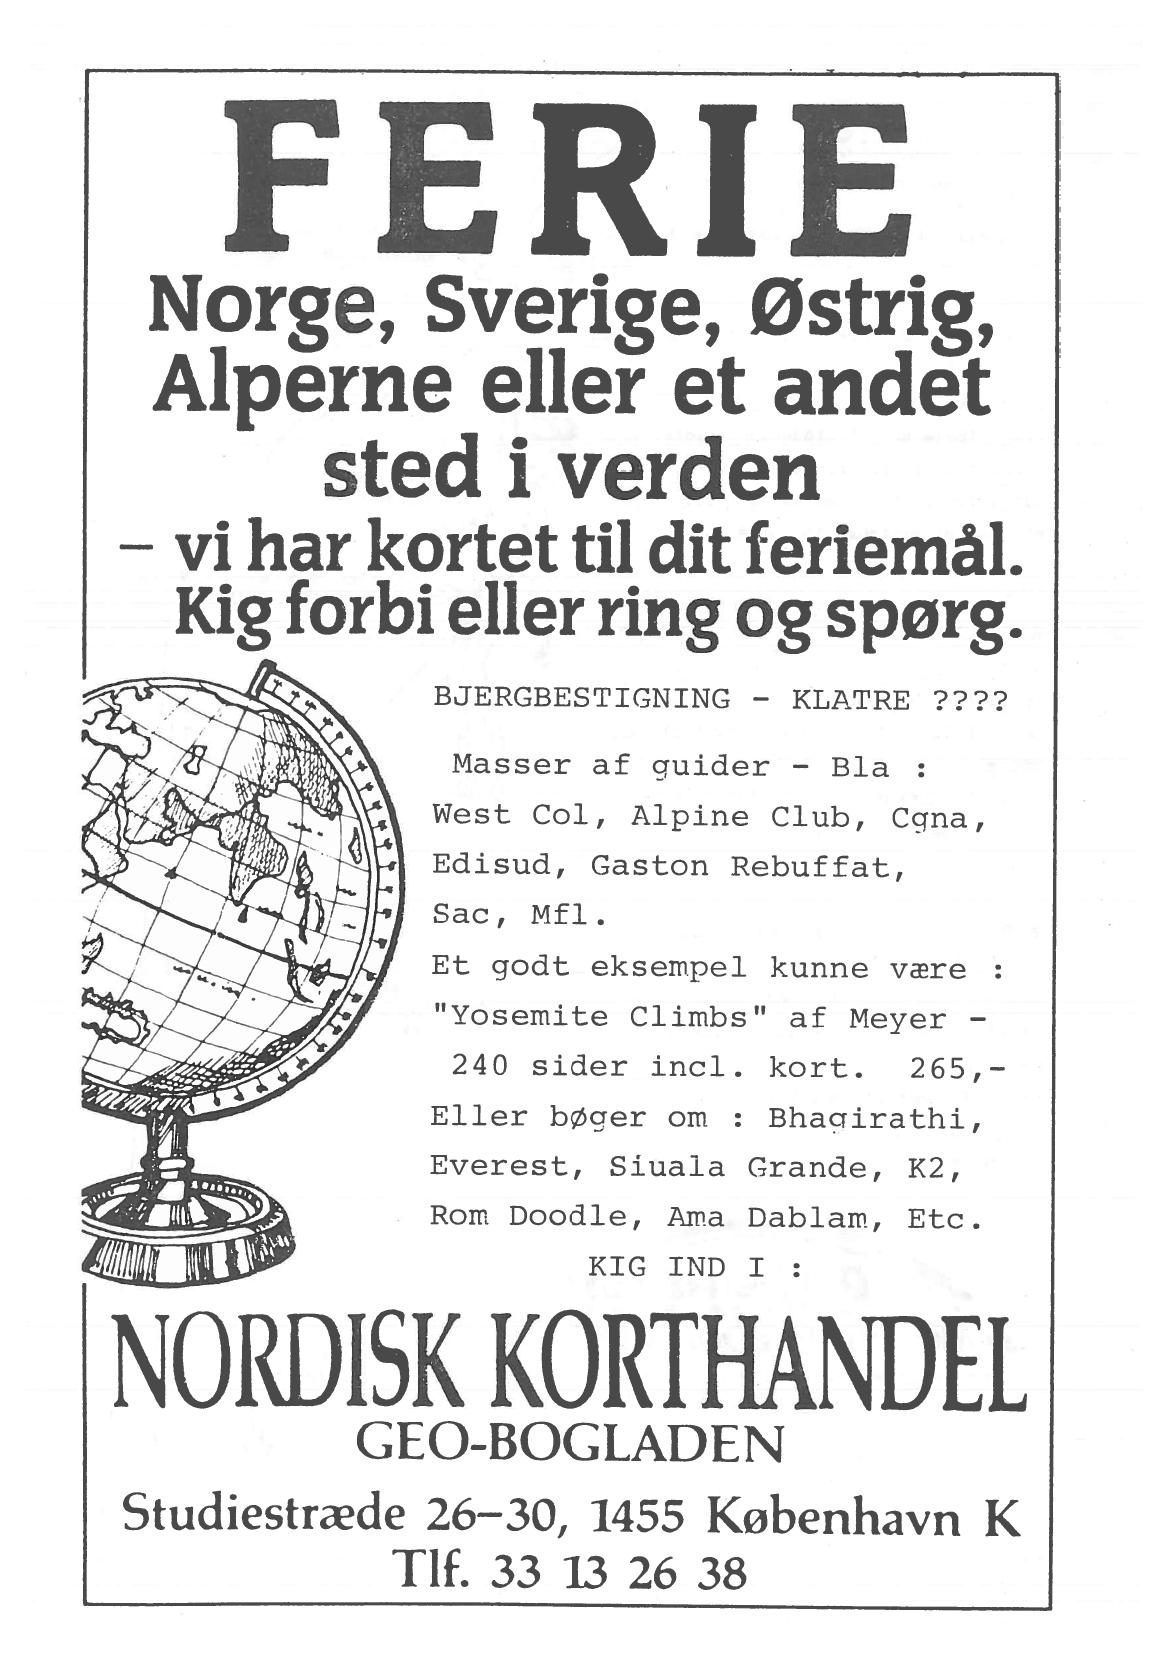 FERIE
Norge, Sverige, Østrig,
Alperne eller et andet
sted i verden
– vi har kortet til dit feriemål.
Kig forbi eller ring og spørg.
BJERGBESTIGNING - KLATRE ????
Masser af guider - Bla :
West Col, Alpine Club, Cgna,
Edisud, Gaston Rebuffat,
Sac, Mfl.
Et godt eksempel kunne være :
"Yosemite Climbs" af Meyer -
240 sider incl. kort. 265,-
Eller bøger om : Bhagirathi,
Everest, Siuala Grande, K2,
Rom Doodle, Ama Dablam, Etc.
KIG IND I :
NORDISK KORTHANDEL
GEO-BOGLADEN
Studiestræde 26–30, 1455 København K
Tlf. 33 13 26 38